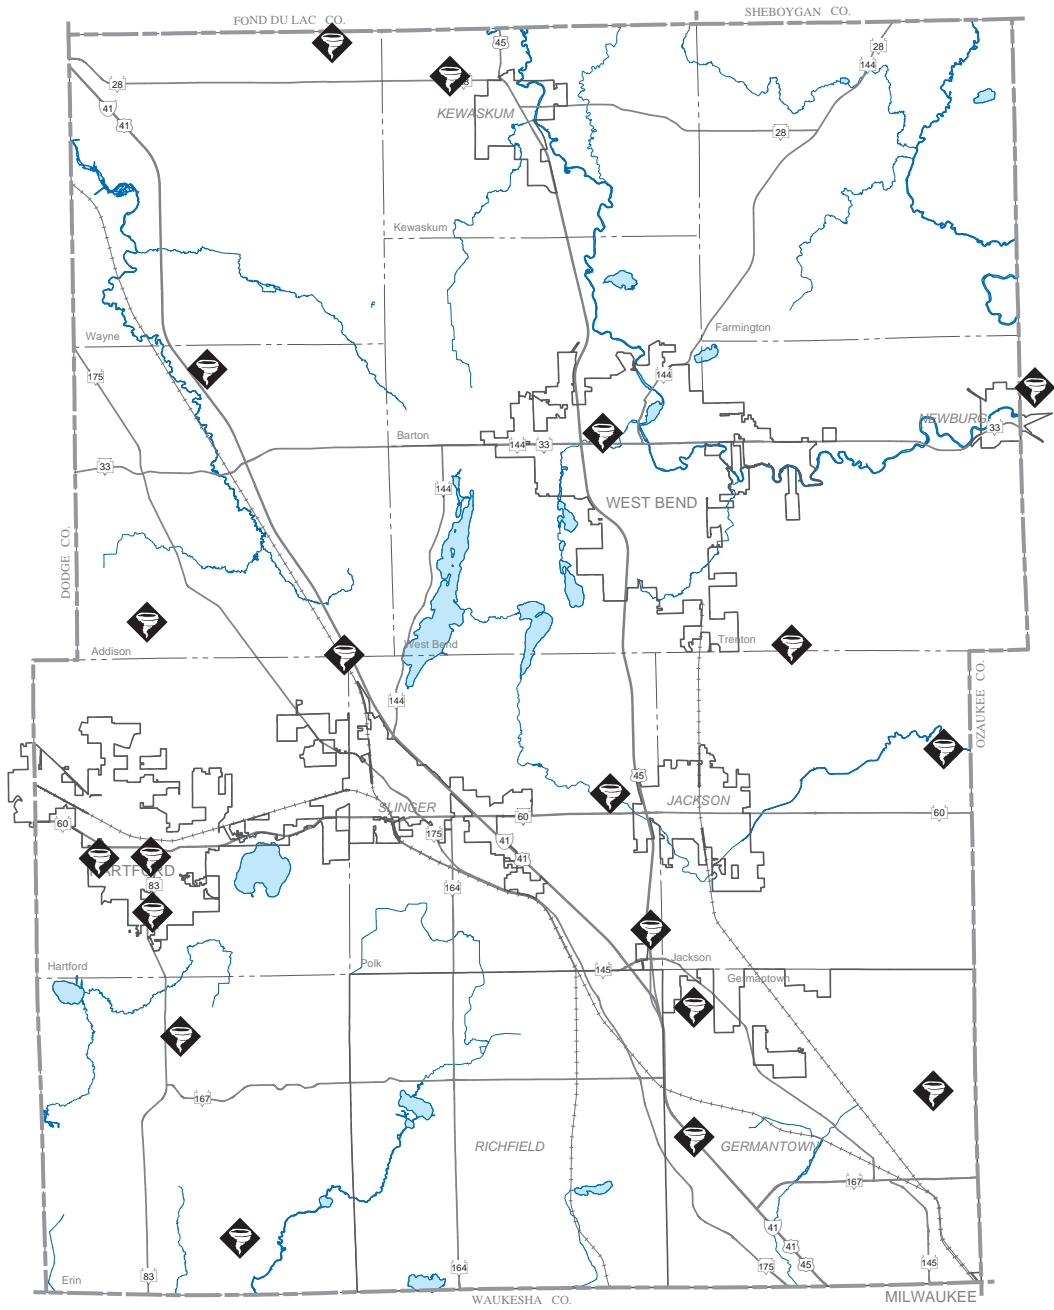 FOND DU LAC CO.
SHEBOYGAN CO.
45
28
144
28
41
41
KEWASKUM
28
Kewaskum
Wayne
Farmington
175
144
NEWBURG
33
Barton
144
33
33
144
WEST BEND
DODGE CO.
Addison
West Bend
Trenton
OZAUKEE CO.
144
45
JACKSON
SLINGER
60
60
60
175
41
41
HARTFORD
83
164
Hartford
Polk
145
Jackson
Germantown
167
RICHFIELD
GERMANTOWN
167
41
41
45
175
145
164
83
Erin
WAUKESHA CO.
MILWAUKEE